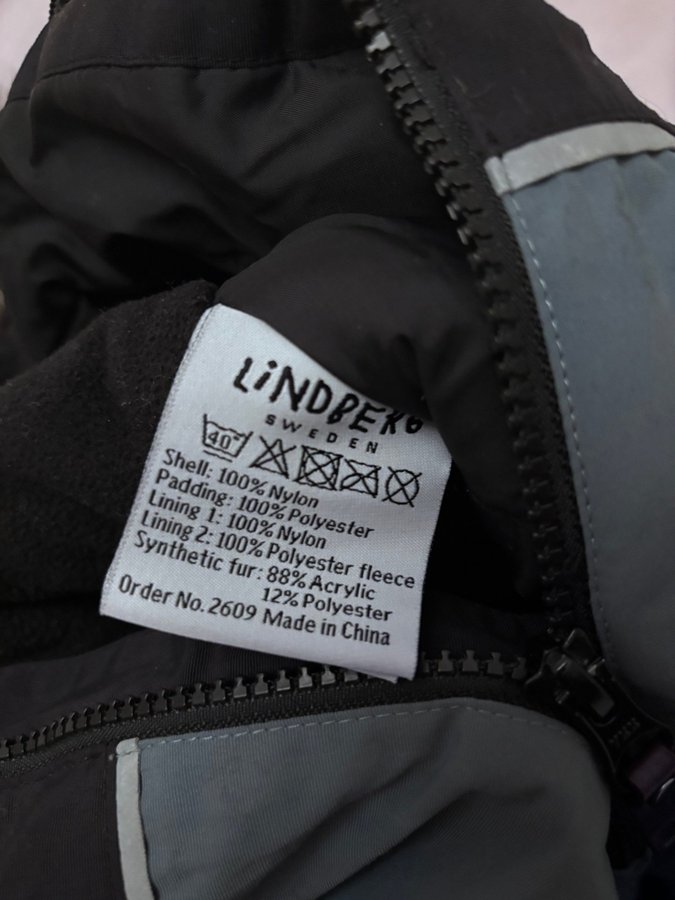 LiNDBERG
SWEDEN
40°
Shell: 100% Nylon
Padding: 100% Polyester
Lining 1: 100% Nylon
Lining 2: 100% Polyester fleece
Synthetic fur: 88% Acrylic
12% Polyester
Order No. 2609 Made in China